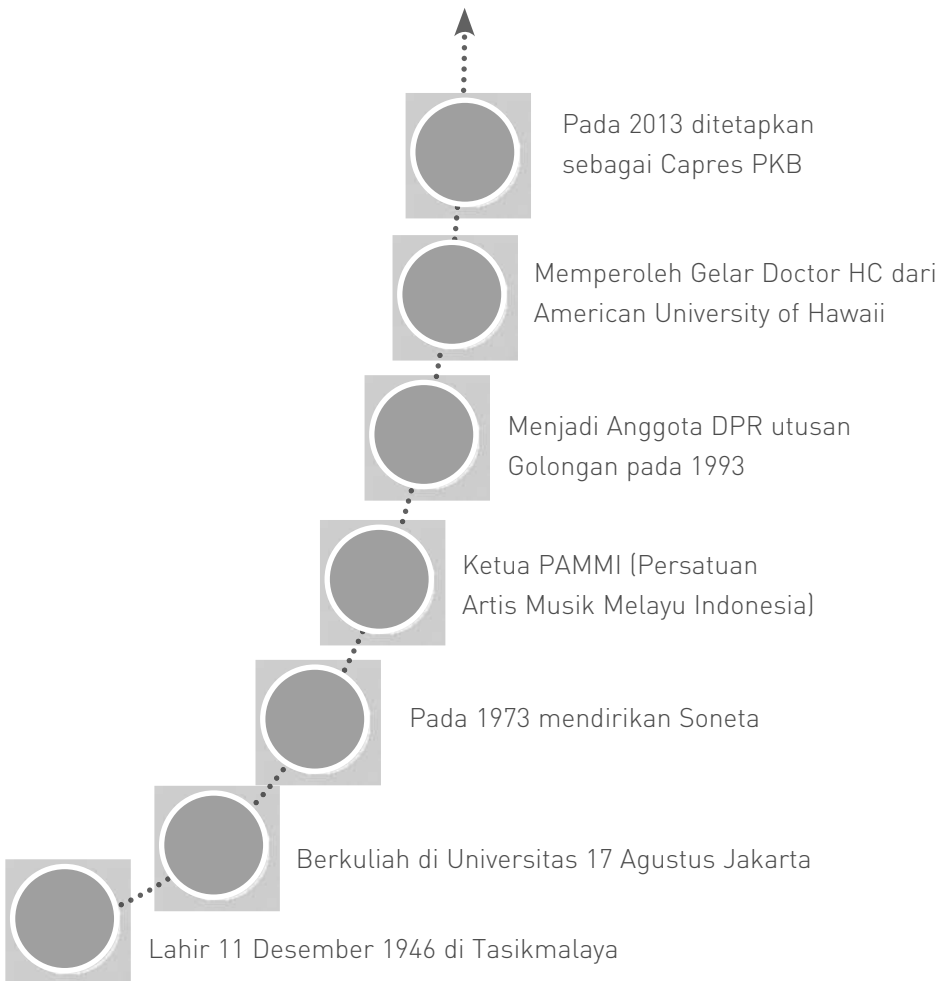 Pada 2013 ditetapkan
sebagai Capres PKB
Memperoleh Gelar Doctor HC dari
American University of Hawaii
Menjadi Anggota DPR utusan
Golongan pada 1993
Ketua PAMMI (Persatuan
Artis Musik Melayu Indonesia)
Pada 1973 mendirikan Soneta
Berkuliah di Universitas 17 Agustus Jakarta
Lahir 11 Desember 1946 di Tasikmalaya